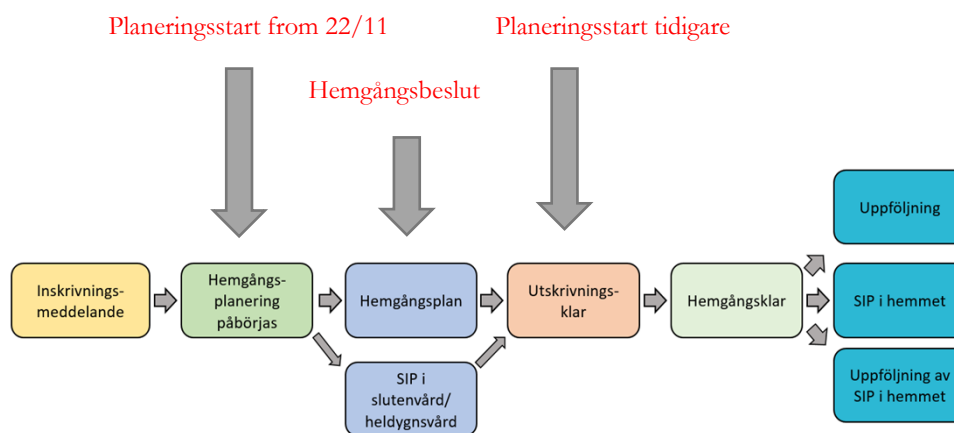 Planeringsstart from 22/11
Planeringsstart tidigare
Hemgångsbeslut
Inskrivnings-
meddelande
Hemgångs-
planering
påbörjas
Hemgångsplan
SIP i
slutenvård/
heldygnsvård
Utskrivnings-
klar
Hemgångsklar
Uppföljning
SIP i hemmet
Uppföljning av
SIP i hemmet